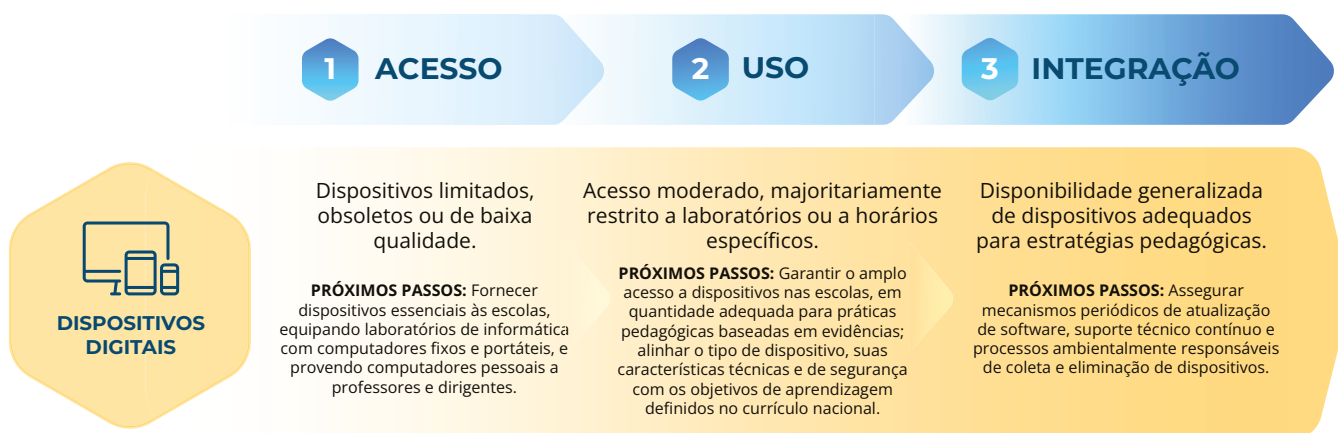 1 ACESSO
2 USO
3 INTEGRAÇÃO
DISPOSITIVOS
DIGITAIS
Dispositivos limitados,
obsoletos ou de baixa
qualidade.
PRÓXIMOS PASSOS: Fornecer
dispositivos essenciais às escolas,
equipando laboratórios de informática
com computadores fixos e portáteis, e
provendo computadores pessoais a
professores e dirigentes.
Acesso moderado, majoritariamente
restrito a laboratórios ou a horários
específicos.
PRÓXIMOS PASSOS: Garantir o amplo
acesso a dispositivos nas escolas, em
quantidade adequada para práticas
pedagógicas baseadas em evidências;
alinhar o tipo de dispositivo, suas
características técnicas e de segurança
com os objetivos de aprendizagem
definidos no currículo nacional.
Disponibilidade generalizada
de dispositivos adequados
para estratégias pedagógicas.
PRÓXIMOS PASSOS: Assegurar
mecanismos periódicos de atualização
de software, suporte técnico contínuo e
processos ambientalmente responsáveis
de coleta e eliminação de dispositivos.